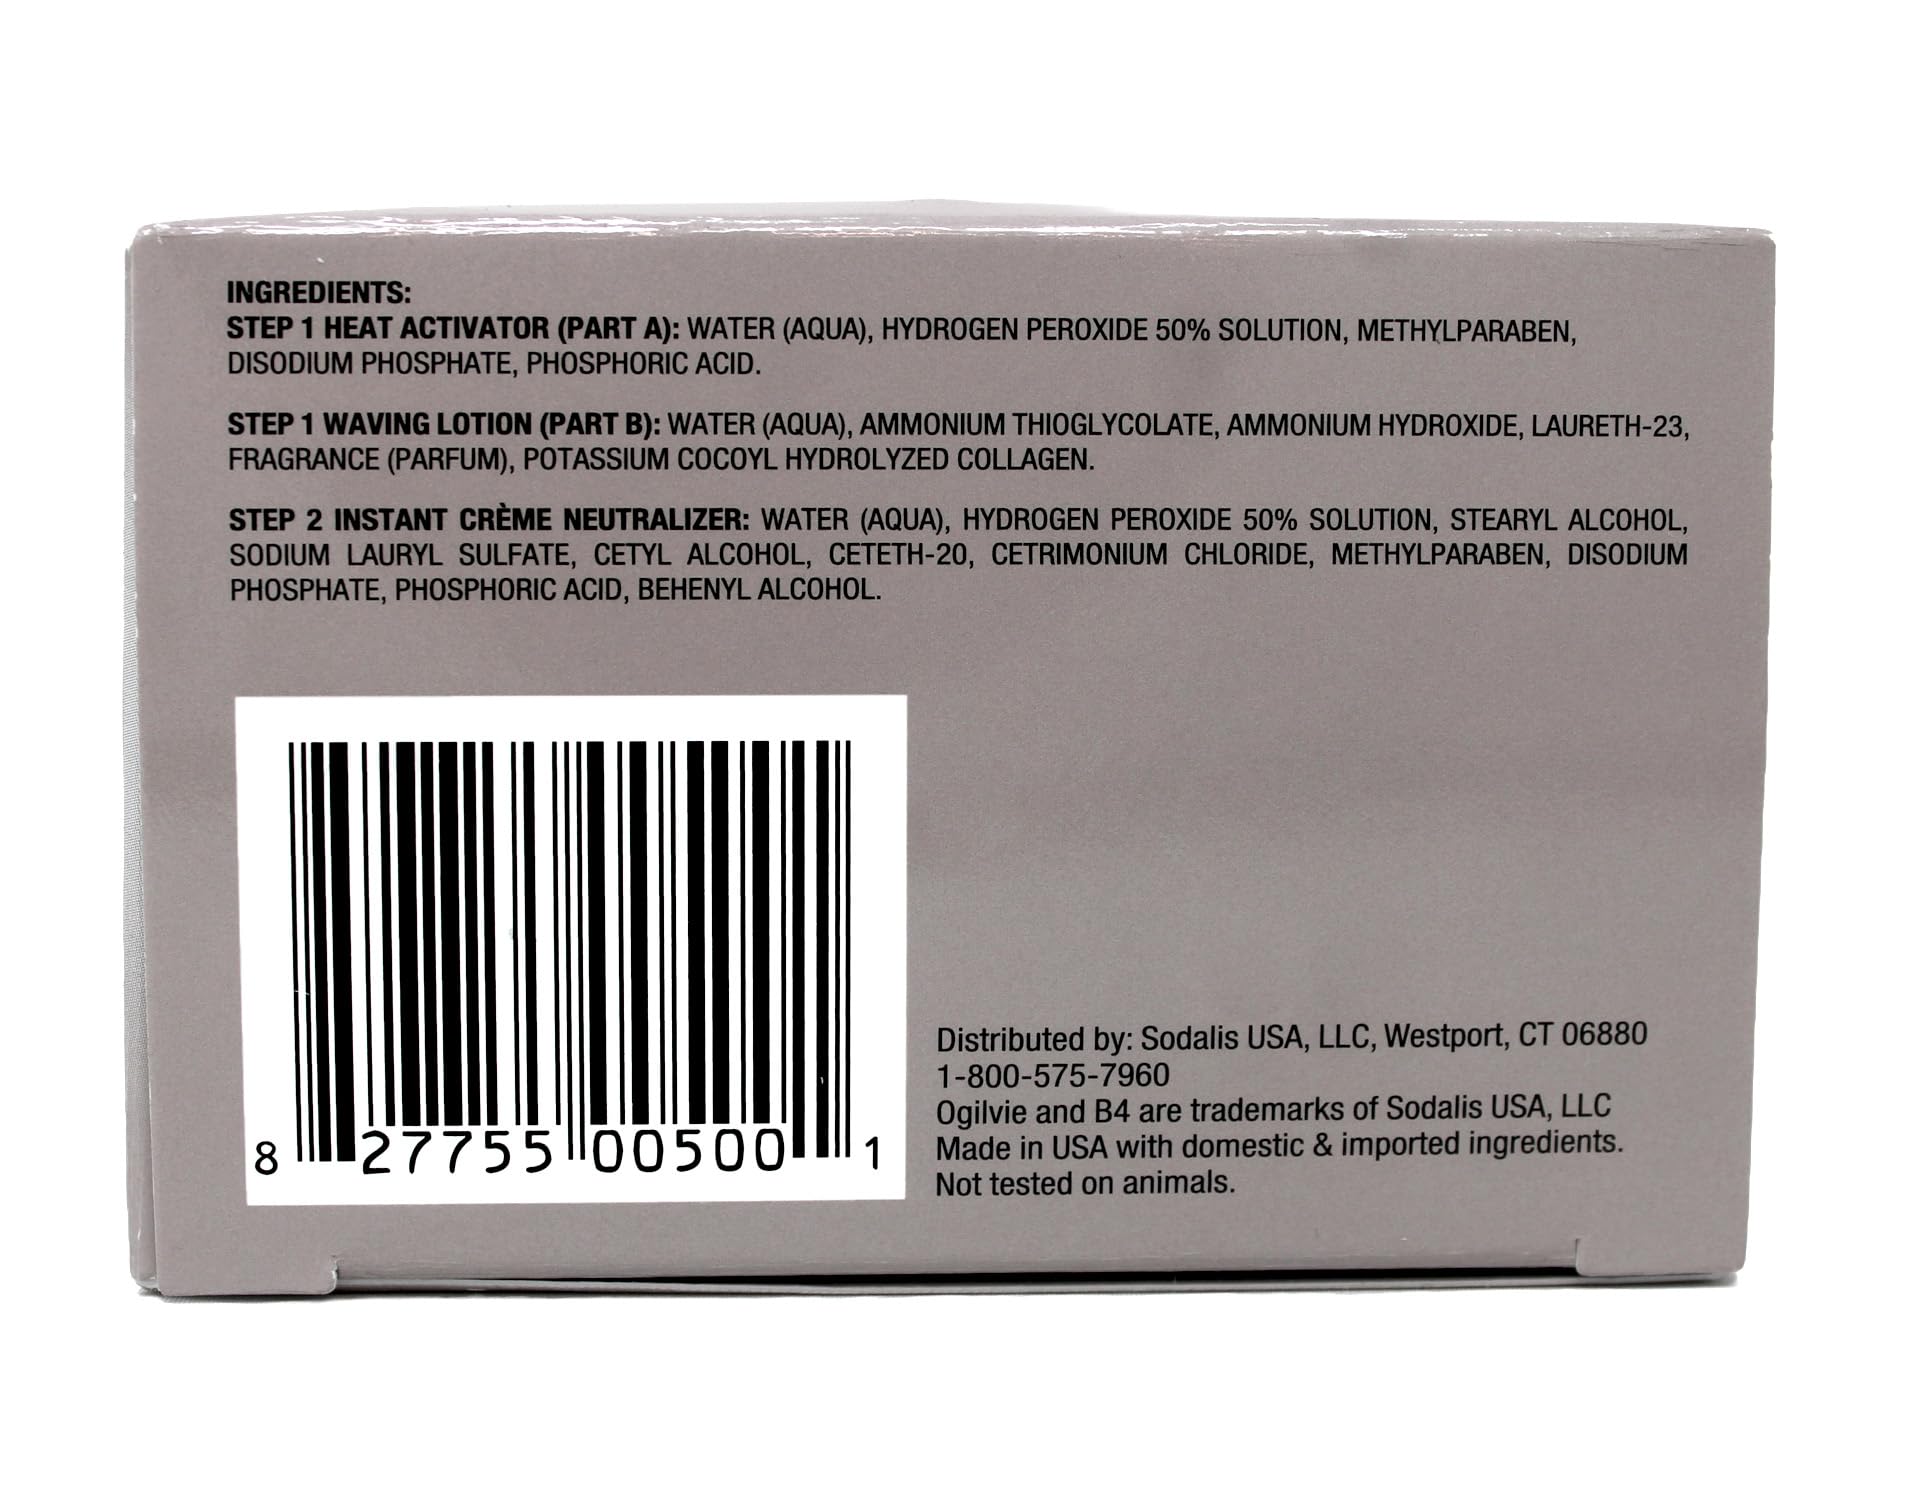 INGREDIENTS:
STEP 1 HEAT ACTIVATOR (PART A): WATER (AQUA), HYDROGEN PEROXIDE 50% SOLUTION, METHYLPARABEN,
DISODIUM PHOSPHATE, PHOSPHORIC ACID.
STEP 1 WAVING LOTION (PART B): WATER (AQUA), AMMONIUM THIOGLYCOLATE, AMMONIUM HYDROXIDE, LAURETH-23,
FRAGRANCE (PARFUM), POTASSIUM COCOYL HYDROLYZED COLLAGEN.
STEP 2 INSTANT CRÈME NEUTRALIZER: WATER (AQUA), HYDROGEN PEROXIDE 50% SOLUTION, STEARYL ALCOHOL,
SODIUM LAURYL SULFATE, CETYL ALCOHOL, CETETH-20, CETRIMONIUM CHLORIDE, METHYLPARABEN, DISODIUM
PHOSPHATE, PHOSPHORIC ACID, BEHENYL ALCOHOL.
8 27755 00500 1
Distributed by: Sodalis USA, LLC, Westport, CT 06880
1-800-575-7960
Ogilvie and B4 are trademarks of Sodalis USA, LLC
Made in USA with domestic & imported ingredients.
Not tested on animals.